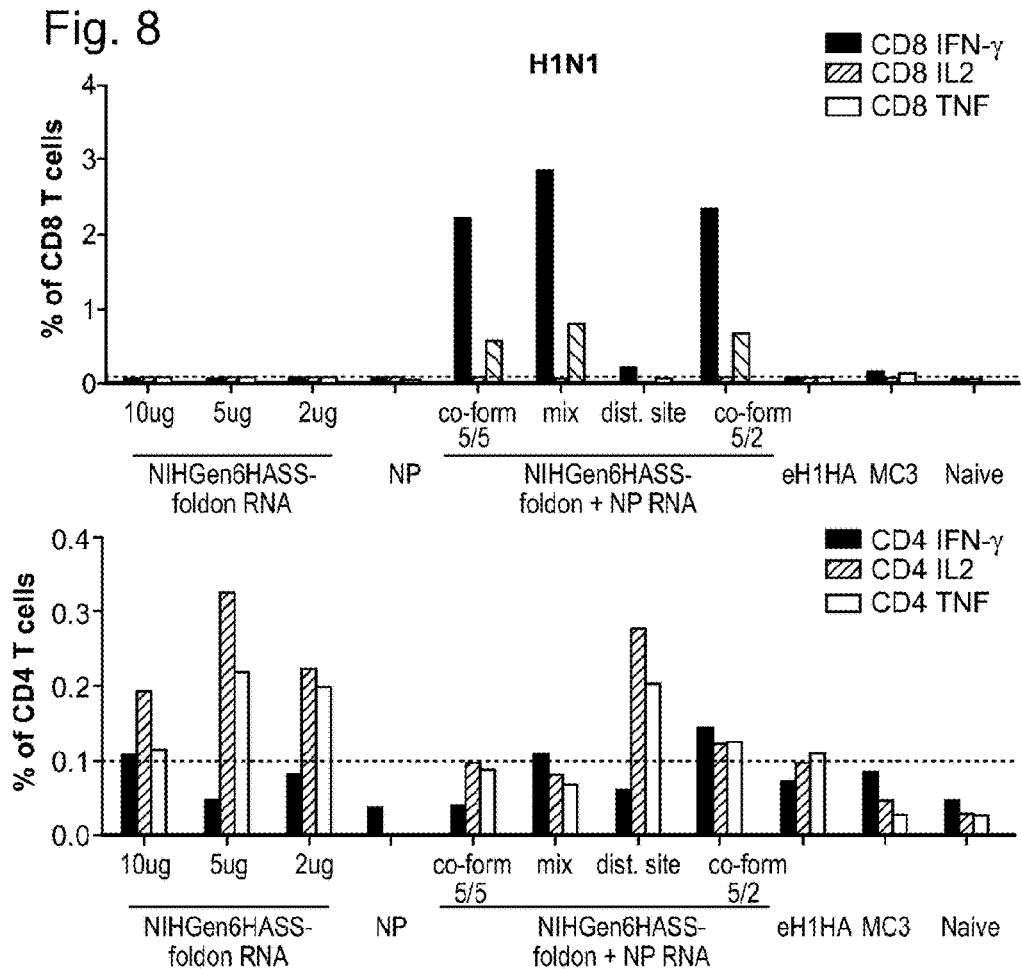 Fig. 8
H1N1
CD8 IFN-γ
CD8 IL2
CD8 TNF
% of CD8 T cells
4
3
2
1
0
10ug 5ug 2ug co-form 5/5 mix dist. site co-form 5/2
NIHGen6HASS-foldon RNA NP NIHGen6HASS-foldon + NP RNA eH1HA MC3 Naive
CD4 IFN-γ
CD4 IL2
CD4 TNF
% of CD4 T cells
0.4
0.3
0.2
0.1
0.0
10ug 5ug 2ug co-form 5/5 mix dist. site co-form 5/2
NIHGen6HASS-foldon RNA NP NIHGen6HASS-foldon + NP RNA eH1HA MC3 Naive